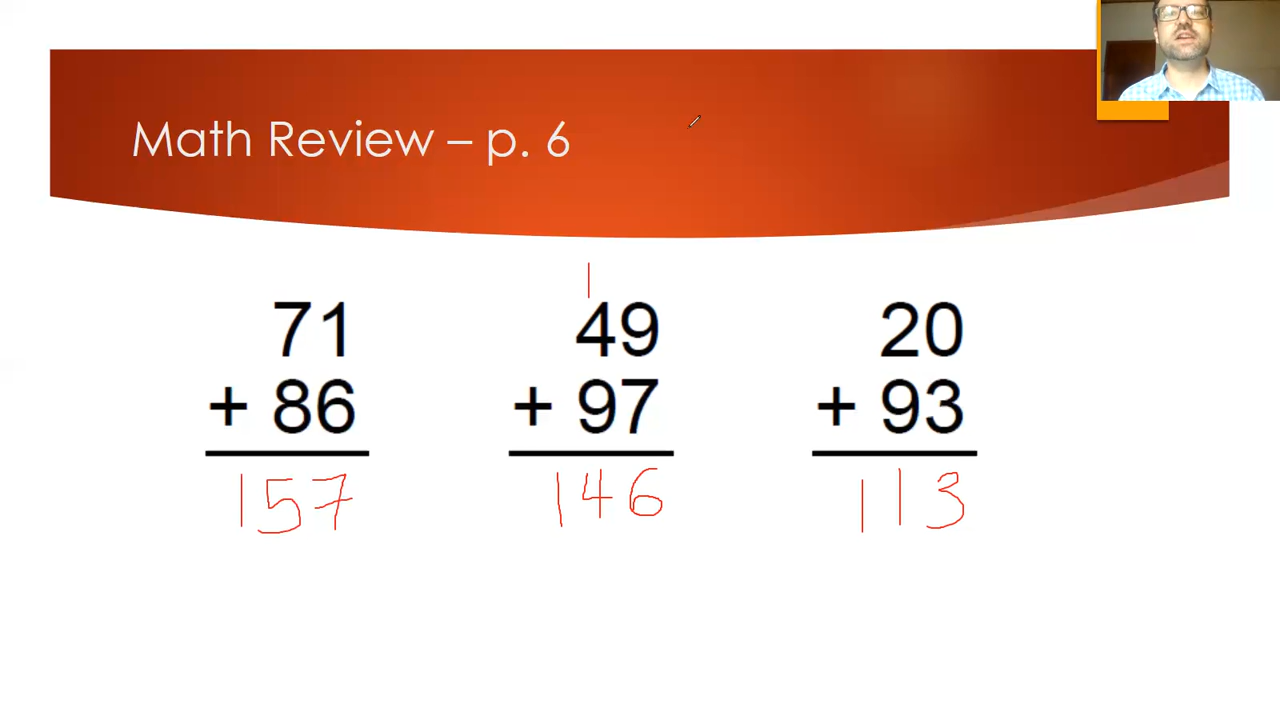 Math Review – p. 6
1
71 49 20
+ 86 + 97 + 93
157 146 113